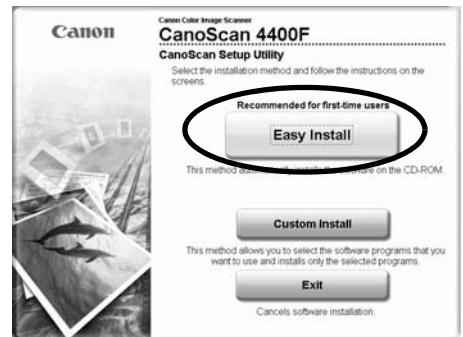 Canon
Canon Color Image Scanner
CanoScan 4400F
CanoScan Setup Utility
Select the installation method and follow the instructions on the
screens.
Recommended for first-time users
Easy Install
This method automatically installs the software on the CD-ROM.
Custom Install
This method allows you to select the software programs that you
want to use and installs only the selected programs.
Exit
Cancels software installation.